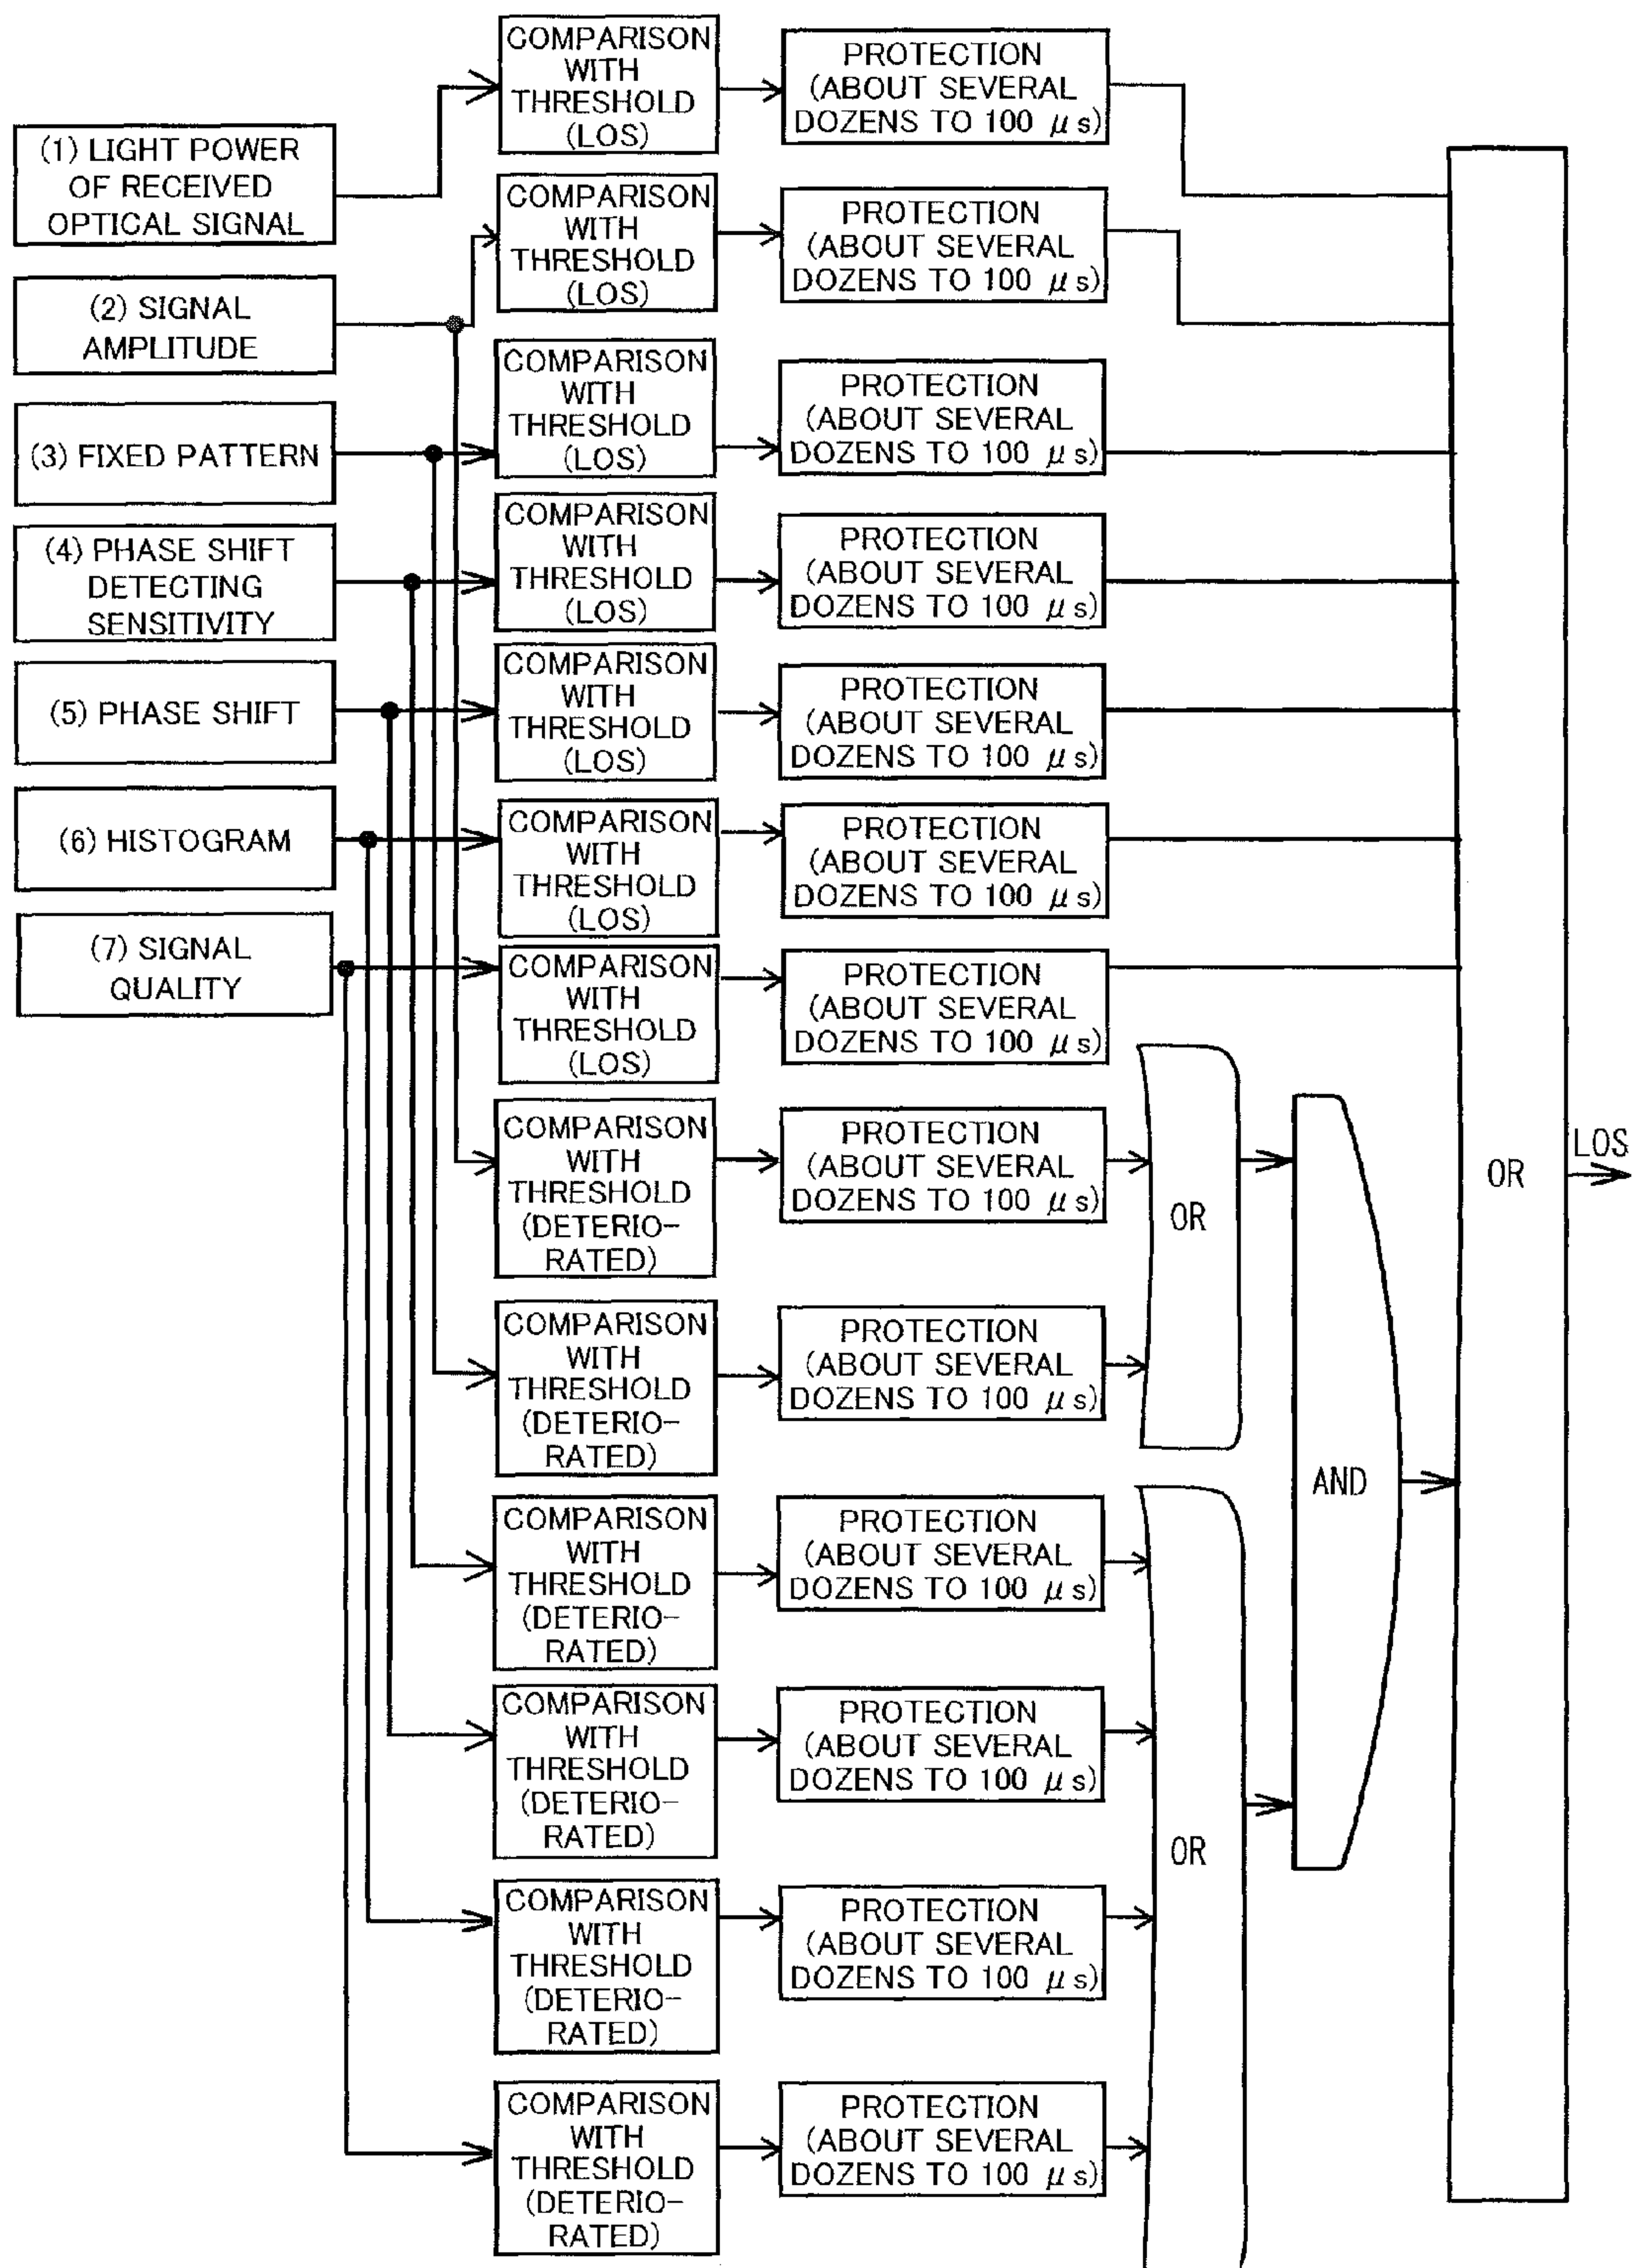 (1) LIGHT POWER
OF RECEIVED
OPTICAL SIGNAL
(2) SIGNAL
AMPLITUDE
(3) FIXED PATTERN
(4) PHASE SHIFT
DETECTING
SENSITIVITY
(5) PHASE SHIFT
(6) HISTOGRAM
(7) SIGNAL
QUALITY
COMPARISON
WITH
THRESHOLD
(LOS)
PROTECTION
(ABOUT SEVERAL
DOZENS TO 100 μs)
COMPARISON
WITH
THRESHOLD
(LOS)
PROTECTION
(ABOUT SEVERAL
DOZENS TO 100 μs)
COMPARISON
WITH
THRESHOLD
(LOS)
PROTECTION
(ABOUT SEVERAL
DOZENS TO 100 μs)
COMPARISON
WITH
THRESHOLD
(LOS)
PROTECTION
(ABOUT SEVERAL
DOZENS TO 100 μs)
COMPARISON
WITH
THRESHOLD
(LOS)
PROTECTION
(ABOUT SEVERAL
DOZENS TO 100 μs)
COMPARISON
WITH
THRESHOLD
(LOS)
PROTECTION
(ABOUT SEVERAL
DOZENS TO 100 μs)
COMPARISON
WITH
THRESHOLD
(LOS)
PROTECTION
(ABOUT SEVERAL
DOZENS TO 100 μs)
COMPARISON
WITH
THRESHOLD
(DETERIO-
RATED)
PROTECTION
(ABOUT SEVERAL
DOZENS TO 100 μs)
COMPARISON
WITH
THRESHOLD
(DETERIO-
RATED)
PROTECTION
(ABOUT SEVERAL
DOZENS TO 100 μs)
COMPARISON
WITH
THRESHOLD
(DETERIO-
RATED)
PROTECTION
(ABOUT SEVERAL
DOZENS TO 100 μs)
COMPARISON
WITH
THRESHOLD
(DETERIO-
RATED)
PROTECTION
(ABOUT SEVERAL
DOZENS TO 100 μs)
COMPARISON
WITH
THRESHOLD
(DETERIO-
RATED)
PROTECTION
(ABOUT SEVERAL
DOZENS TO 100 μs)
COMPARISON
WITH
THRESHOLD
(DETERIO-
RATED)
PROTECTION
(ABOUT SEVERAL
DOZENS TO 100 μs)
OR
OR
AND
OR
LOS